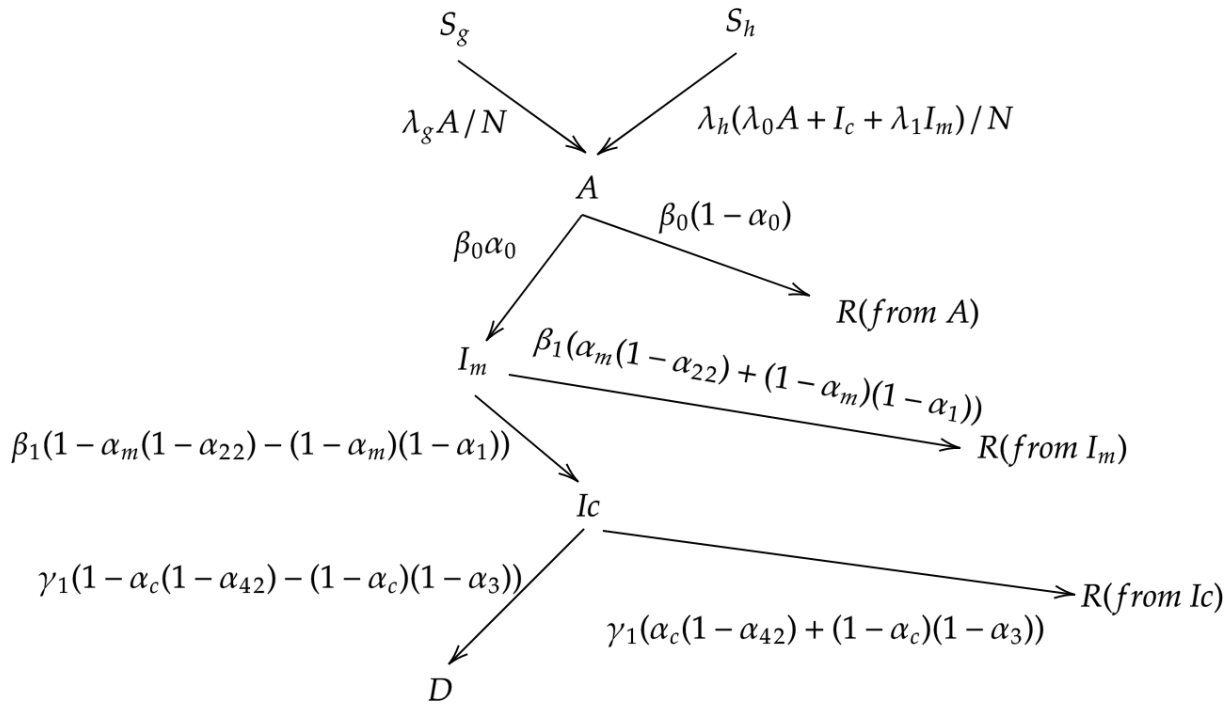 S_g
S_h
λ_g A/N
λ_h(λ_0 A + I_c + λ_1 I_m)/N
A
β_0(1 − α_0)
β_0 α_0
R(from A)
I_m
β_1(α_m(1 − α_22) + (1 − α_m)(1 − α_1))
β_1(1 − α_m(1 − α_22) − (1 − α_m)(1 − α_1))
R(from I_m)
Ic
γ_1(1 − α_c(1 − α_42) − (1 − α_c)(1 − α_3))
R(from Ic)
γ_1(α_c(1 − α_42) + (1 − α_c)(1 − α_3))
D